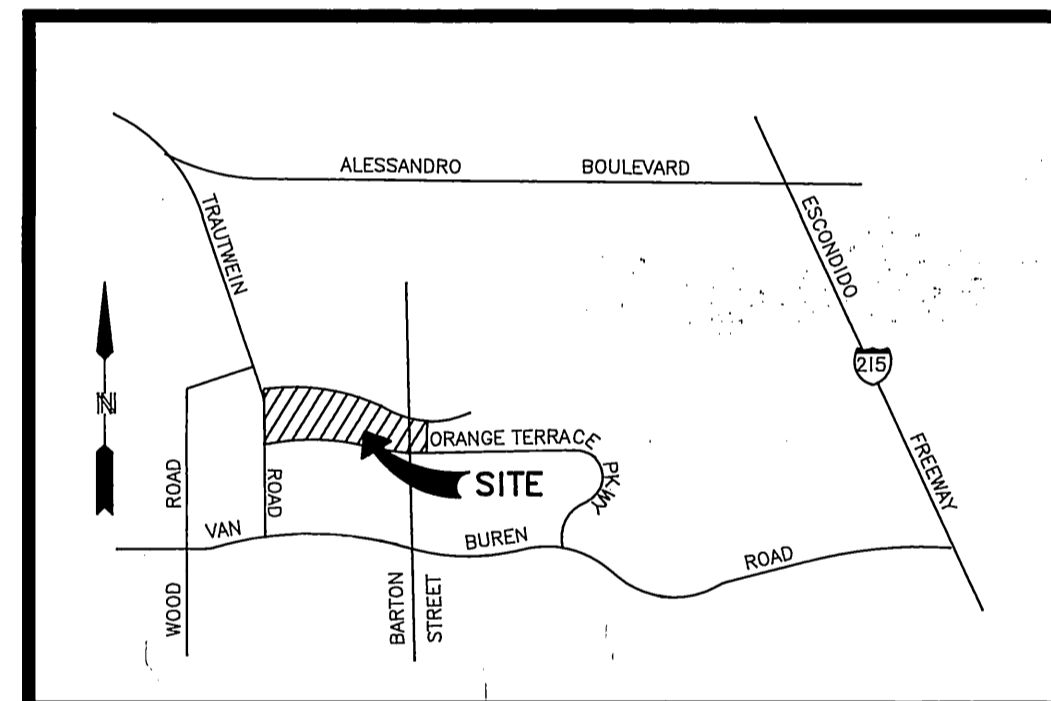 ALESSANDRO BOULEVARD
TRAUTWEIN
ESCONDIDO
215
FREEWAY
N
ORANGE TERRACE
PKWY
SITE
ROAD
ROAD
VAN
BUREN
ROAD
WOOD
BARTON
STREET